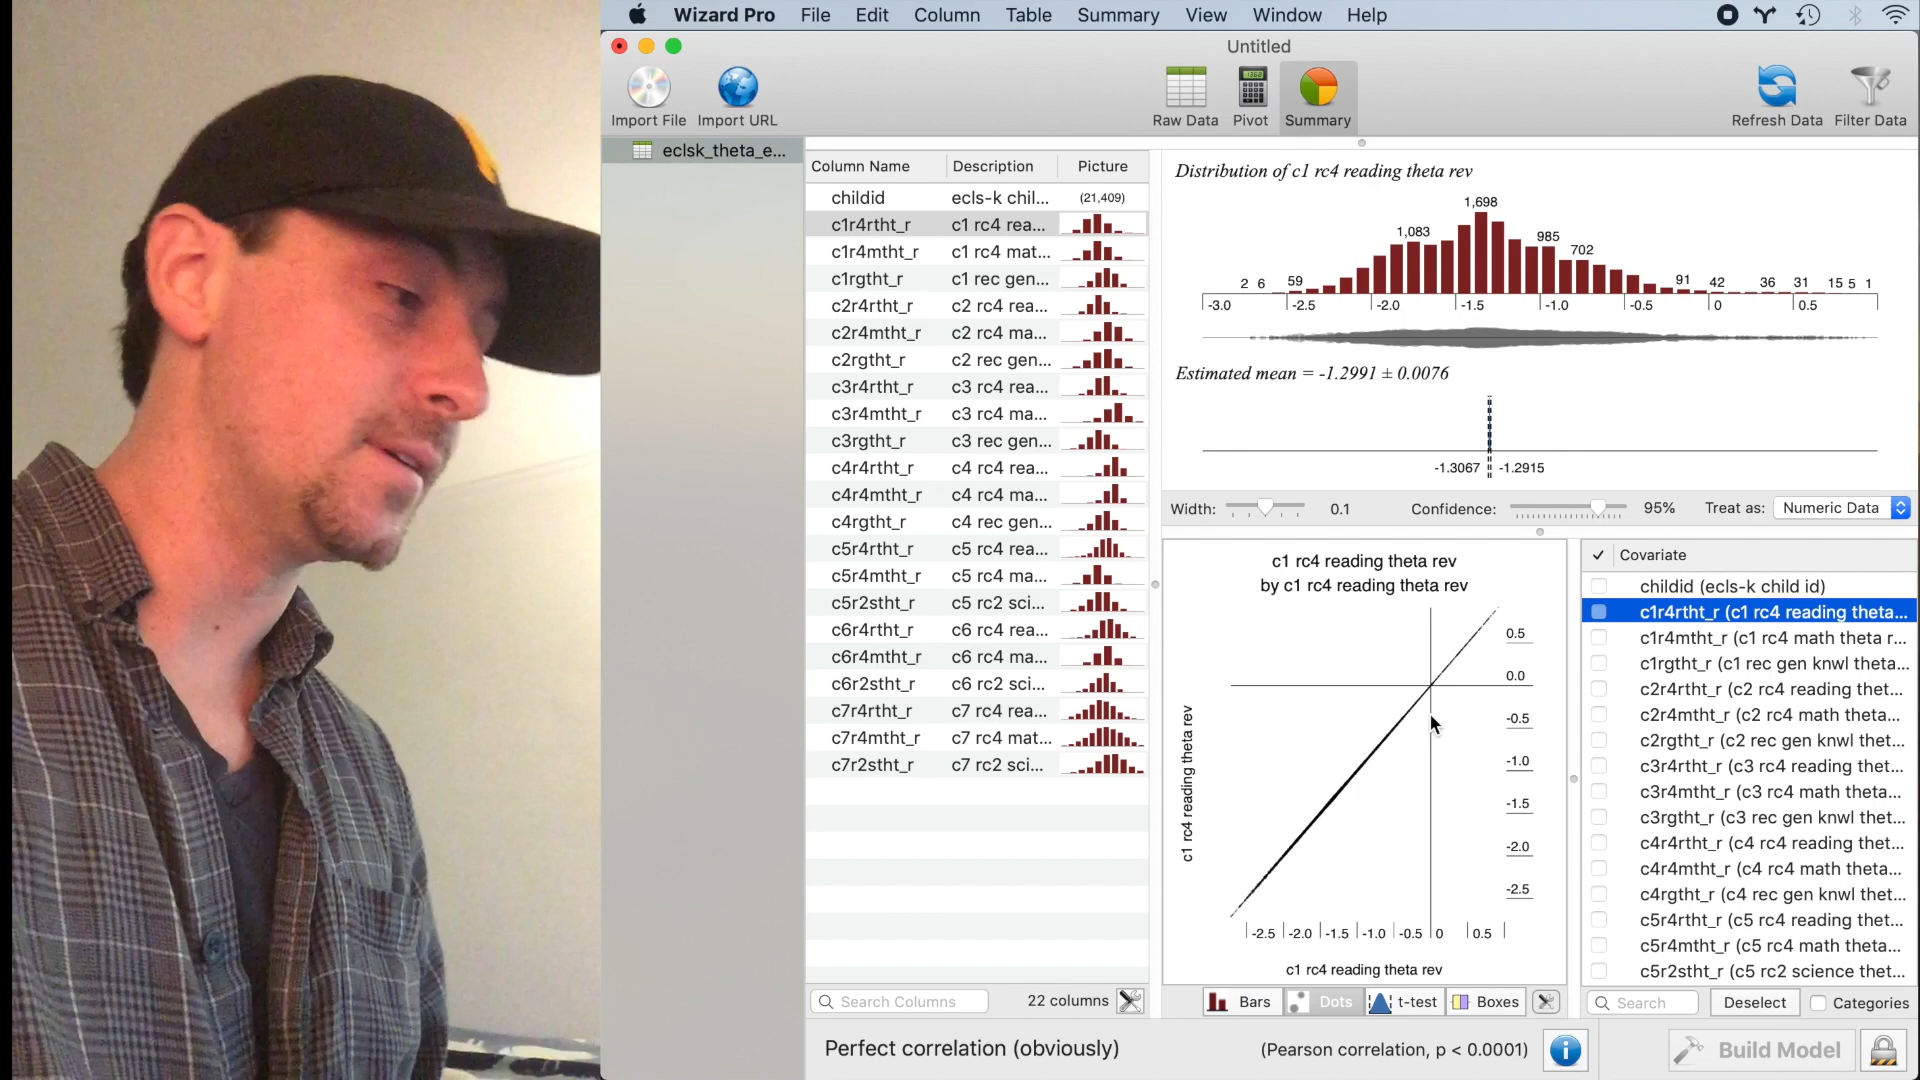 Wizard Pro File Edit Column Table Summary View Window Help
Untitled
Import File Import URL Raw Data Pivot Summary Refresh Data Filter Data
eclsk_theta_e...
Column Name Description Picture
childid ecls-k chil... (21,409)
c1r4rtht_r c1 rc4 rea...
c1r4mtht_r c1 rc4 mat...
c1rgtht_r c1 rec gen...
c2r4rtht_r c2 rc4 rea...
c2r4mtht_r c2 rc4 ma...
c2rgtht_r c2 rec gen...
c3r4rtht_r c3 rc4 rea...
c3r4mtht_r c3 rc4 ma...
c3rgtht_r c3 rec gen...
c4r4rtht_r c4 rc4 rea...
c4r4mtht_r c4 rc4 ma...
c4rgtht_r c4 rec gen...
c5r4rtht_r c5 rc4 rea...
c5r4mtht_r c5 rc4 ma...
c5r2stht_r c5 rc2 sci...
c6r4rtht_r c6 rc4 rea...
c6r4mtht_r c6 rc4 ma...
c6r2stht_r c6 rc2 sci...
c7r4rtht_r c7 rc4 rea...
c7r4mtht_r c7 rc4 mat...
c7r2stht_r c7 rc2 sci...
Search Columns 22 columns
Distribution of c1 rc4 reading theta rev
1,698
1,083 985
702
2 6 59 91 42 36 31 15 5 1
-3.0 -2.5 -2.0 -1.5 -1.0 -0.5 0 0.5
Estimated mean = -1.2991 ± 0.0076
-1.3067 -1.2915
Width: 0.1 Confidence: 95% Treat as: Numeric Data
c1 rc4 reading theta rev
by c1 rc4 reading theta rev
0.5
0.0
-0.5
-1.0
-1.5
-2.0
-2.5
c1 rc4 reading theta rev
-2.5 -2.0 -1.5 -1.0 -0.5 0 0.5
c1 rc4 reading theta rev
Bars Dots t-test Boxes
✓ Covariate
childid (ecls-k child id)
c1r4rtht_r (c1 rc4 reading theta...
c1r4mtht_r (c1 rc4 math theta r...
c1rgtht_r (c1 rec gen knwl theta...
c2r4rtht_r (c2 rc4 reading thet...
c2r4mtht_r (c2 rc4 math theta...
c2rgtht_r (c2 rec gen knwl thet...
c3r4rtht_r (c3 rc4 reading thet...
c3r4mtht_r (c3 rc4 math theta...
c3rgtht_r (c3 rec gen knwl thet...
c4r4rtht_r (c4 rc4 reading thet...
c4r4mtht_r (c4 rc4 math theta...
c4rgtht_r (c4 rec gen knwl thet...
c5r4rtht_r (c5 rc4 reading thet...
c5r4mtht_r (c5 rc4 math theta...
c5r2stht_r (c5 rc2 science thet...
Search Deselect Categories
Perfect correlation (obviously) (Pearson correlation, p < 0.0001) Build Model